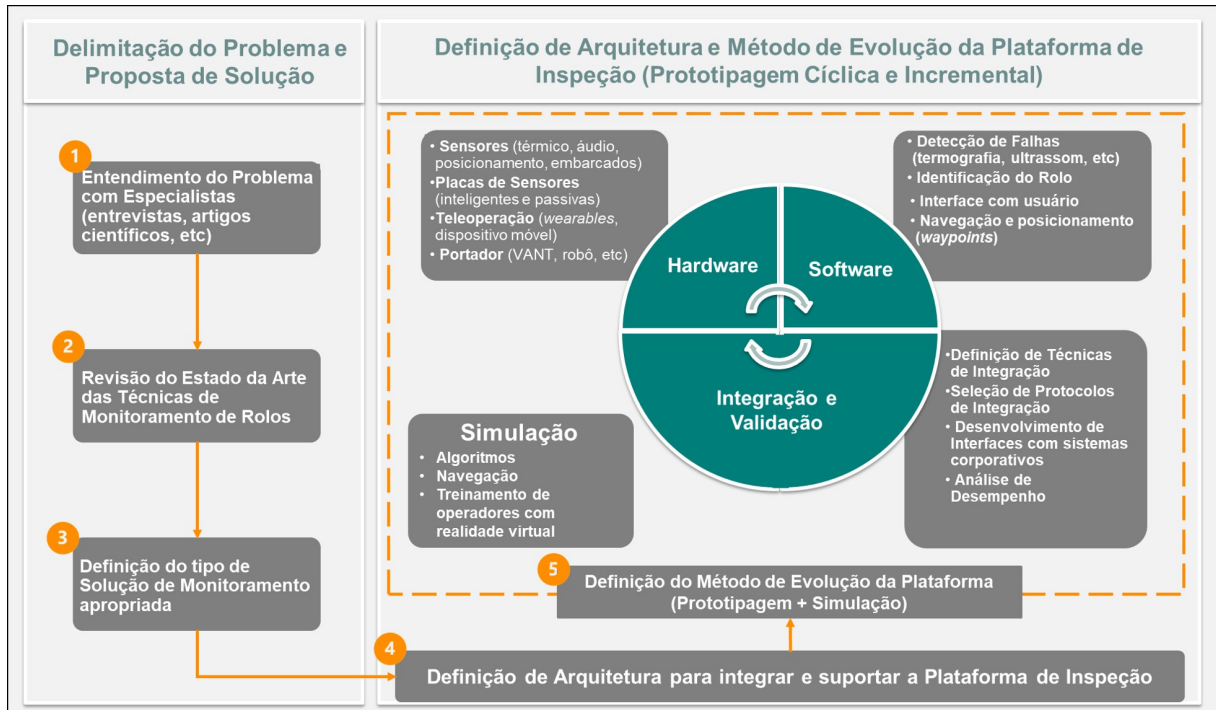 Delimitação do Problema e
Proposta de Solução
1
Entendimento do Problema
com Especialistas
(entrevistas, artigos
científicos, etc)
2
Revisão do Estado da Arte
das Técnicas de
Monitoramento de Rolos
3
Definição do tipo de
Solução de Monitoramento
apropriada
Definição de Arquitetura e Método de Evolução da Plataforma de
Inspeção (Prototipagem Cíclica e Incremental)
• Sensores (térmico, áudio,
posicionamento, embarcados)
•Placas de Sensores
(inteligentes e passivas)
•Teleoperação (wearables,
dispositivo móvel)
• Portador (VANT, robô, etc)
• Detecção de Falhas
(termografia, ultrassom, etc)
• Identificação do Rolo
• Interface com usuário
• Navegação e posicionamento
(waypoints)
Hardware
Software
Integração e
Validação
•Definição de Técnicas
de Integração
•Seleção de Protocolos
de Integração
• Desenvolvimento de
Interfaces com sistemas
corporativos
• Análise de
Desempenho
Simulação
• Algoritmos
• Navegação
• Treinamento de
operadores com
realidade virtual
5
Definição do Método de Evolução da Plataforma
(Prototipagem + Simulação)
4
Definição de Arquitetura para integrar e suportar a Plataforma de Inspeção